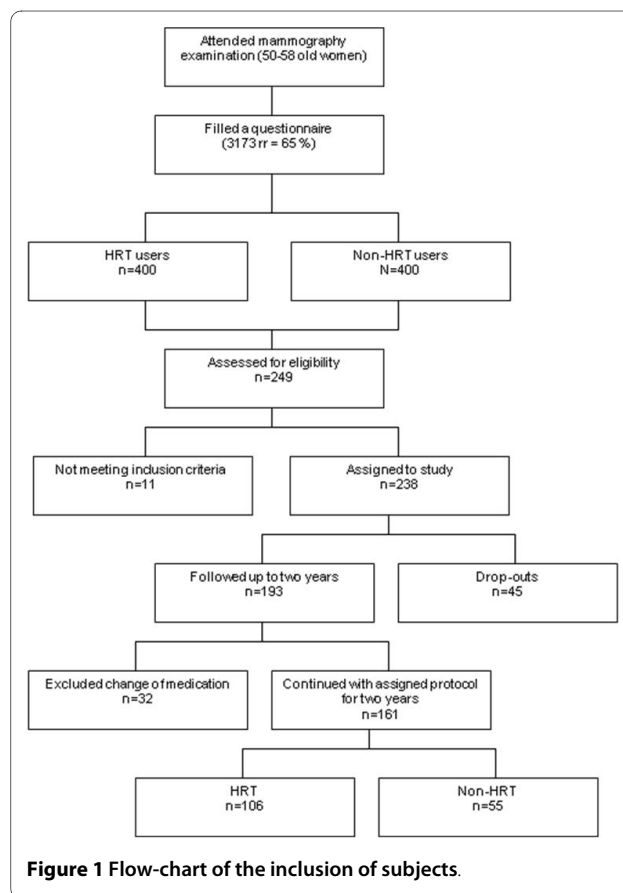 Attended mammography
examination (50-58 old women)
Filled a questionnaire
(3173 rr = 65 %)
HRT users
n=400
Non-HRT users
N=400
Assessed for eligibility
n=249
Not meeting inclusion criteria
n=11
Assigned to study
n=238
Followed up to two years
n=193
Drop-outs
n=45
Excluded change of medication
n=32
Continued with assigned protocol
for two years
n=161
HRT
n=106
Non-HRT
n=55
Figure 1 Flow-chart of the inclusion of subjects.